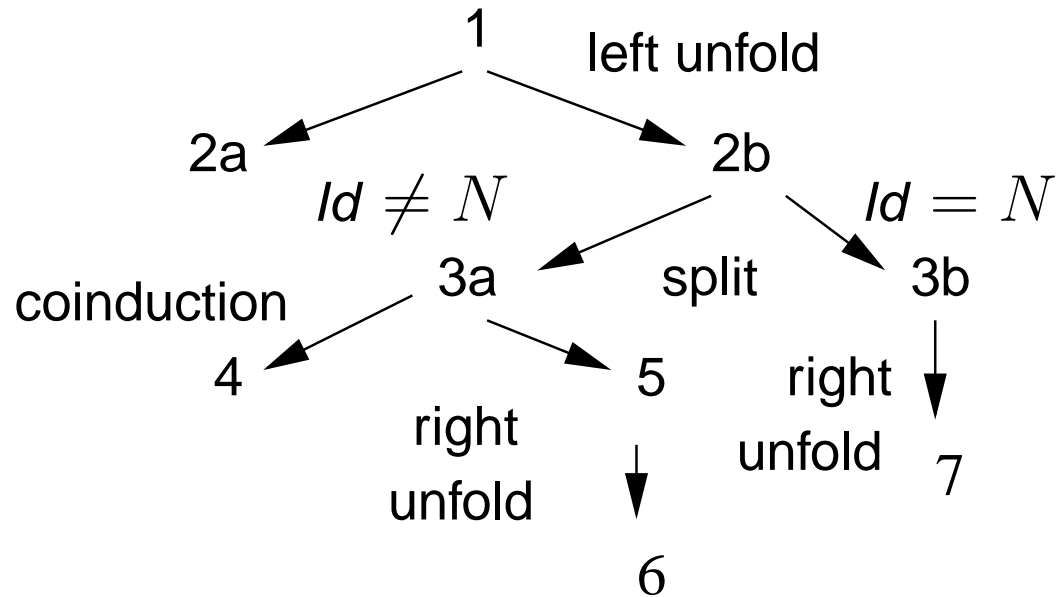 1
left unfold
2a
2b
Id ≠ N
Id = N
3a
split
3b
coinduction
4
5
right
unfold
right
unfold
7
6